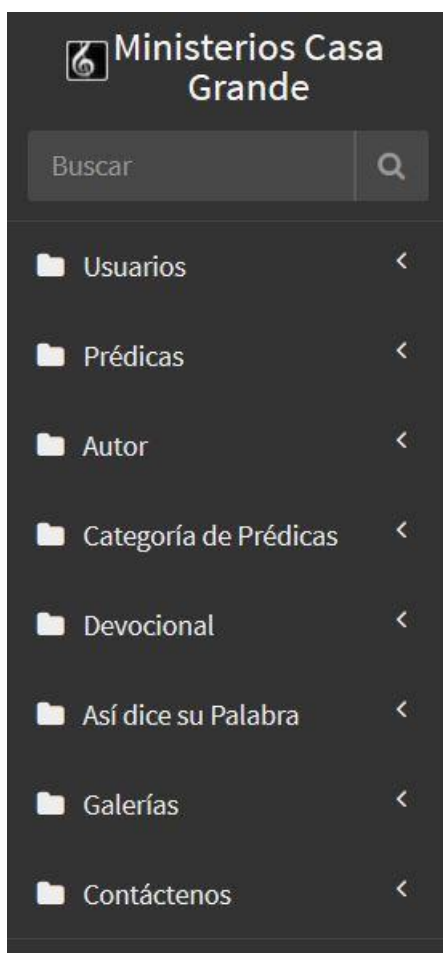 Ministerios Casa
Grande
Buscar
Usuarios
Prédicas
Autor
Categoría de Prédicas
Devocional
Así dice su Palabra
Galerías
Contáctenos